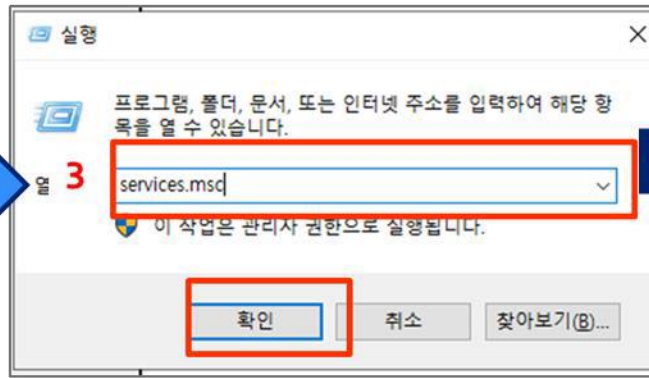 실행
프로그램, 폴더, 문서, 또는 인터넷 주소를 입력하여 해당 항
목을 열 수 있습니다.
열 3 services.msc
이 작업은 관리자 권한으로 실행됩니다.
확인 취소 찾아보기(B)...